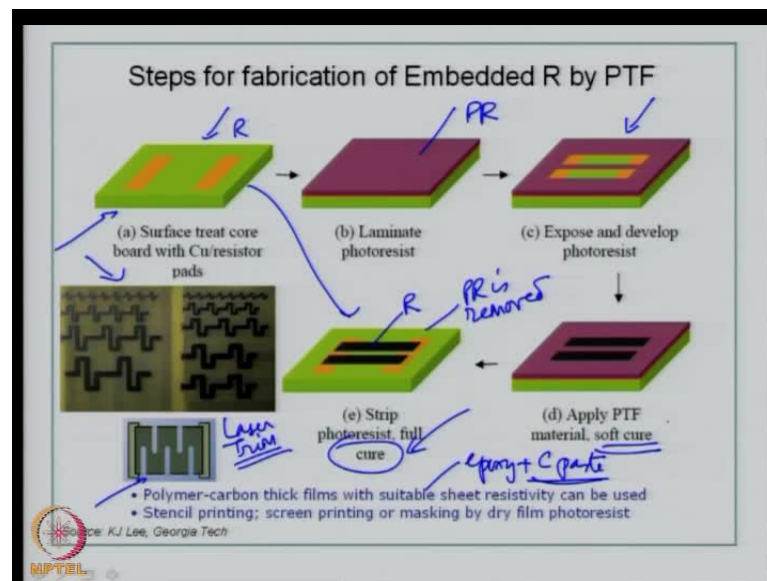 Steps for fabrication of Embedded R by PTF
R
PR
(a) Surface treat core
board with Cu/resistor
pads
(b) Laminate
photoresist
(c) Expose and develop
photoresist
R
PR is
removed
(e) Strip
photoresist, full
cure
(d) Apply PTF
material, soft cure
Laser
Trim
epoxy + C paste
• Polymer-carbon thick films with suitable sheet resistivity can be used
• Stencil printing; screen printing or masking by dry film photoresist
Source: KJ Lee, Georgia Tech
NPTEL